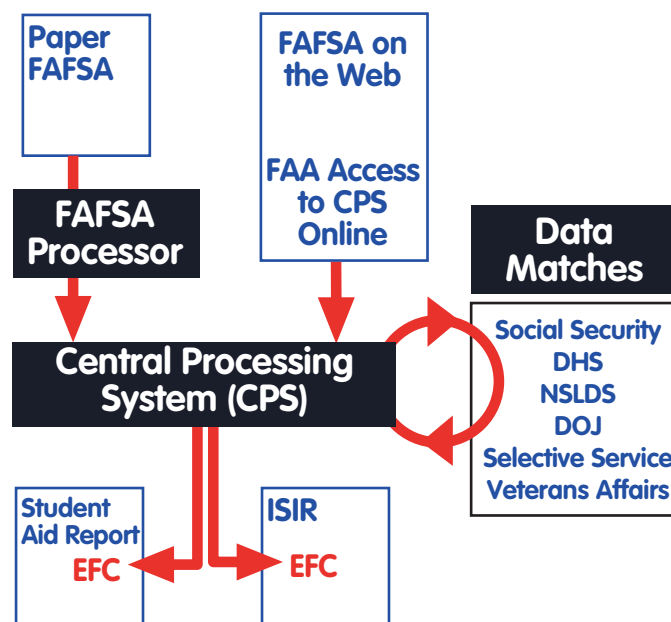 Paper
FAFSA
FAFSA on
the Web
FAA Access
to CPS
Online
FAFSA
Processor
Data
Matches
Social Security
DHS
NSLDS
DOJ
Selective Service
Veterans Affairs
Central Processing
System (CPS)
Student
Aid Report
EFC
ISIR
EFC